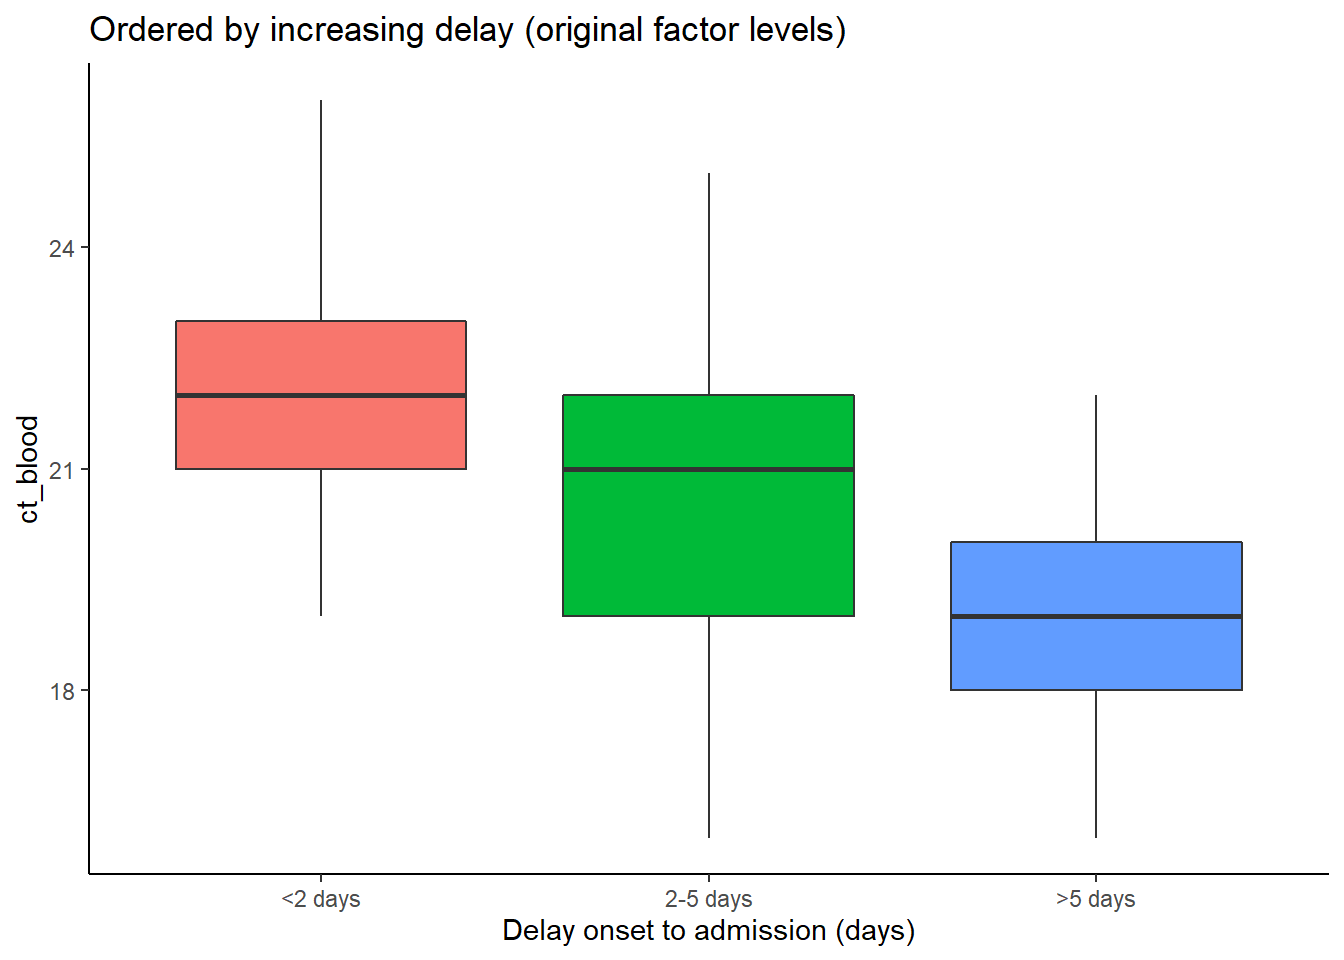 Ordered by increasing delay (original factor levels)
ct_blood
24
21
18
<2 days
2-5 days
>5 days
Delay onset to admission (days)